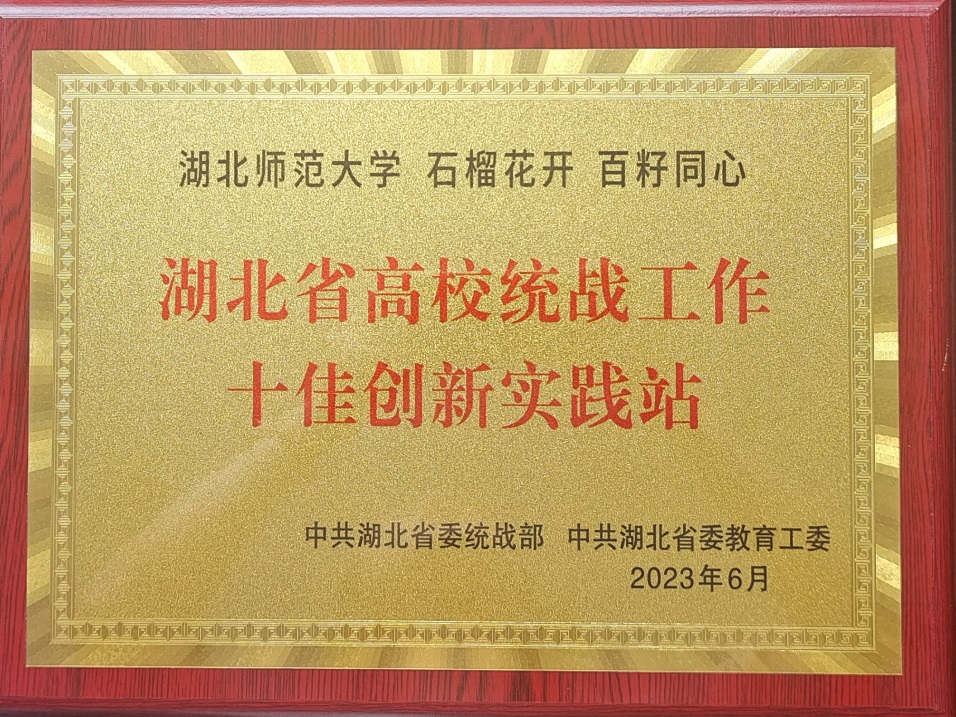 湖北师范大学 石榴花开 百籽同心
湖北省高校统战工作
十佳创新实践站
中共湖北省委统战部 中共湖北省委教育工委
2023年6月